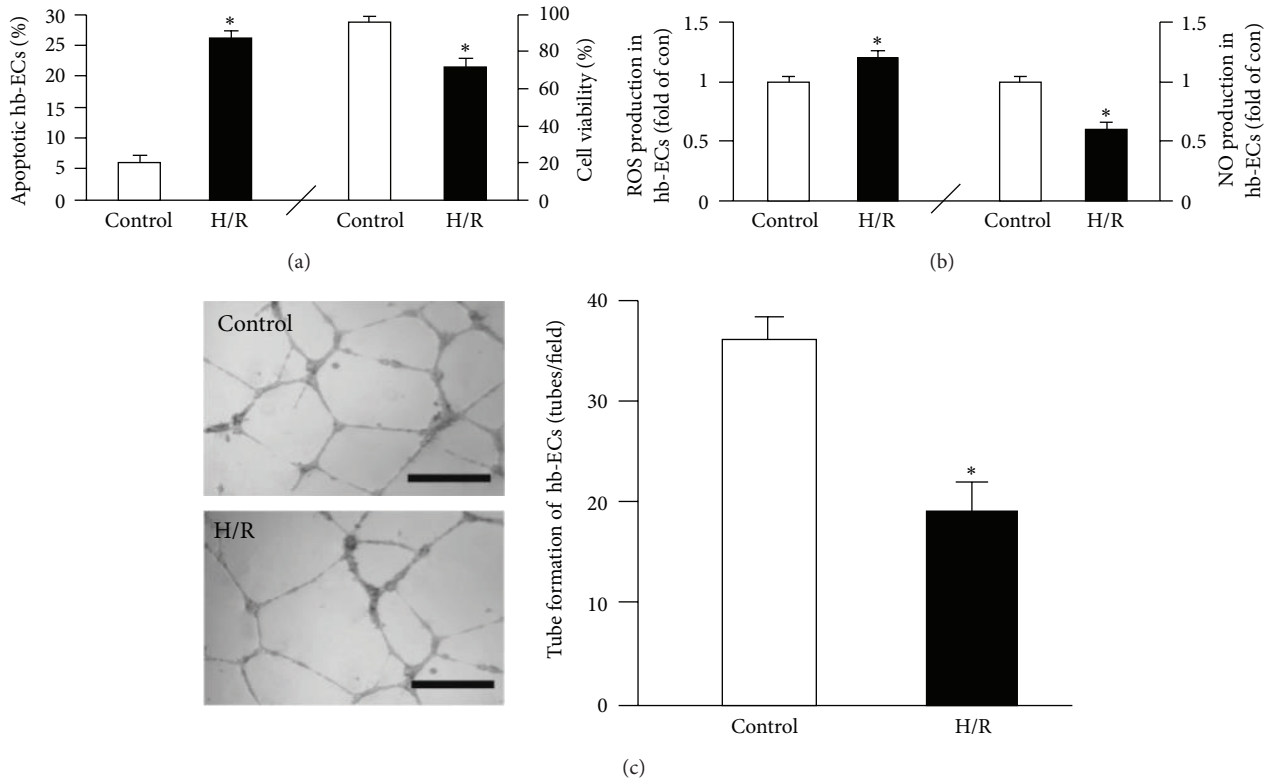 Apoptotic hb-ECs (%)
30
25
20
15
10
5
0
*
*
Control
H/R
Control
H/R
100
80
60
40
20
0
Cell viability (%)
(a)
ROS production in
hb-ECs (fold of con)
1.5
1
0.5
0
*
*
Control
H/R
Control
H/R
1.5
1
0.5
0
NO production in
hb-ECs (fold of con)
(b)
Control
H/R
Tube formation of hb-ECs (tubes/field)
40
30
20
10
0
*
Control
H/R
(c)